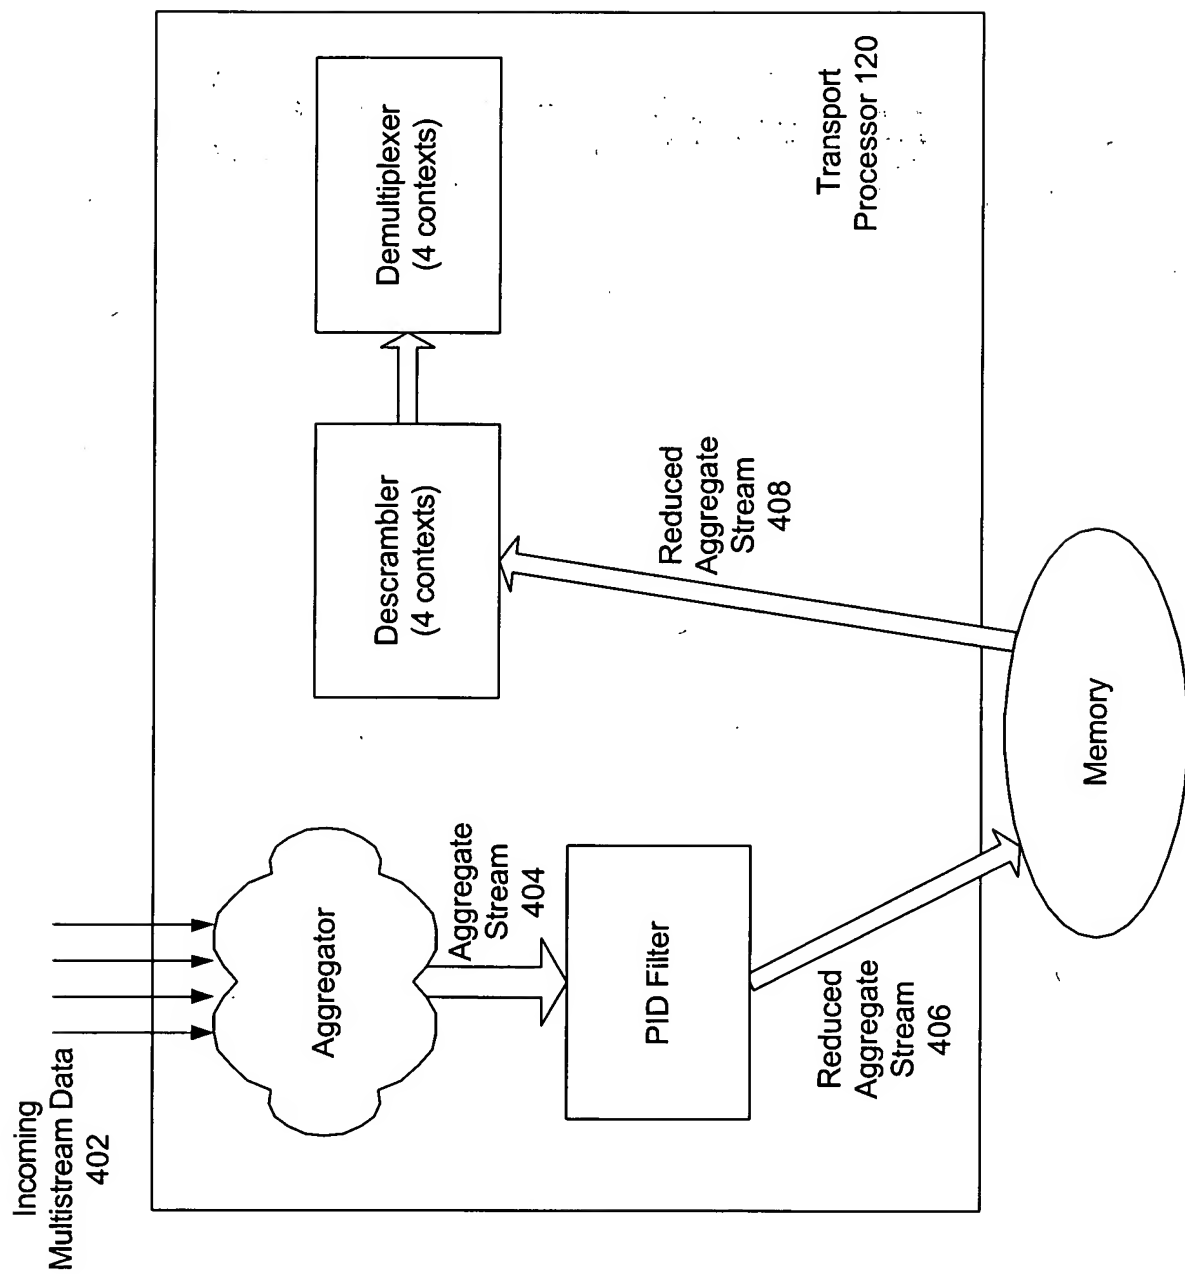 Incoming
Multistream Data
402
Aggregator
Aggregate
Stream
404
PID Filter
Reduced
Aggregate
Stream
406
Memory
Reduced
Aggregate
Stream
408
Descrambler
(4 contexts)
Demultiplexer
(4 contexts)
Transport
Processor 120